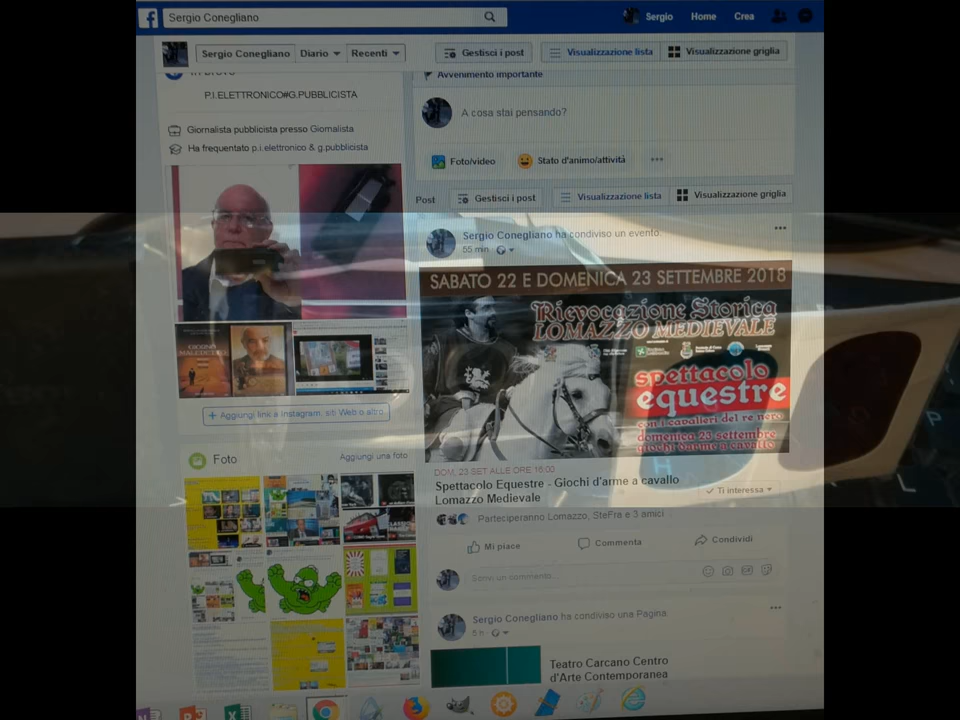 Sergio Conegliano
Sergio Home Crea
Sergio Conegliano Diario Recenti Gestisci i post Visualizzazione lista Visualizzazione griglia
Avvenimento importante
P.I.ELETTRONICO#G.PUBBLICISTA
A cosa stai pensando?
Giornalista pubblicista presso Giornalista
Ha frequentato p.i.elettronico & g.pubblicista
Foto/video Stato d'animo/attività
Post Gestisci i post Visualizzazione lista Visualizzazione griglia
Sergio Conegliano ha condiviso un evento.
55 min
SABATO 22 E DOMENICA 23 SETTEMBRE 2018
Rievocazione Storica
LOMAZZO MEDIEVALE
spettacolo
equestre
con i cavalieri del re nero
domenica 23 settembre
giochi d'arme a cavallo
+ Aggiungi link a Instagram, siti Web o altro
Foto Aggiungi una foto
DOM, 23 SET ALLE ORE 16:00
Spettacolo Equestre - Giochi d'arme a cavallo
Lomazzo Medievale
Ti interessa
Parteciperanno Lomazzo, SteFra e 3 amici
Mi piace Commenta Condividi
Scrivi un commento...
Sergio Conegliano ha condiviso una Pagina.
5 h
Teatro Carcano Centro
d'Arte Contemporanea
H
P
L